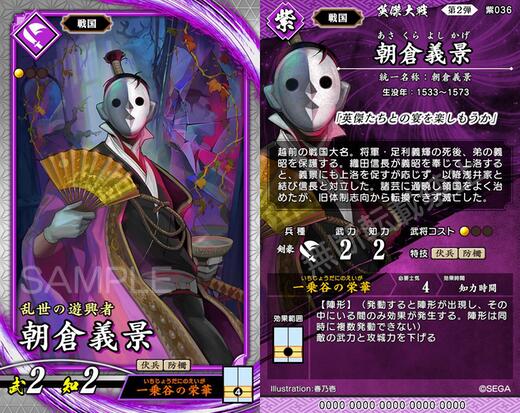 戦国
SAMPLE
乱世の遊興者
朝倉義景
伏兵 防柵
武2 知2
いちじょうだにのえいが
一乗谷の栄華
4
紫
戦国
英傑大戦
第2弾
紫036
あさくらよしかげ
朝倉義景
統一名称：朝倉義景
生没年：1533～1573
「英傑たちとの宴を楽しもうか」
越前の戦国大名。将軍・足利義輝の死後、弟の義
昭を保護する。織田信長が義昭を奉じて上洛する
と、義景にも上洛を促すが応じず、以降浅井家と
結び信長と対立した。諸芸に通暁し領国をよく治
めたが、旧体制志向から転換できず滅亡した。
兵種 武力 知力 武将コスト
剣豪 2 2
特技 伏兵 防柵
いちじょうだにのえいが 必要士気 効果時間
一乗谷の栄華 4 知力時間
効果範囲
【陣形】（発動すると陣形が出現し、その
中にいる間のみ効果が発生する。陣形は同
時に複数発動できない）
敵の武力と攻城力を下げる
Illustration:春乃壱
©SEGA
0000 0000 0000 0000 0000